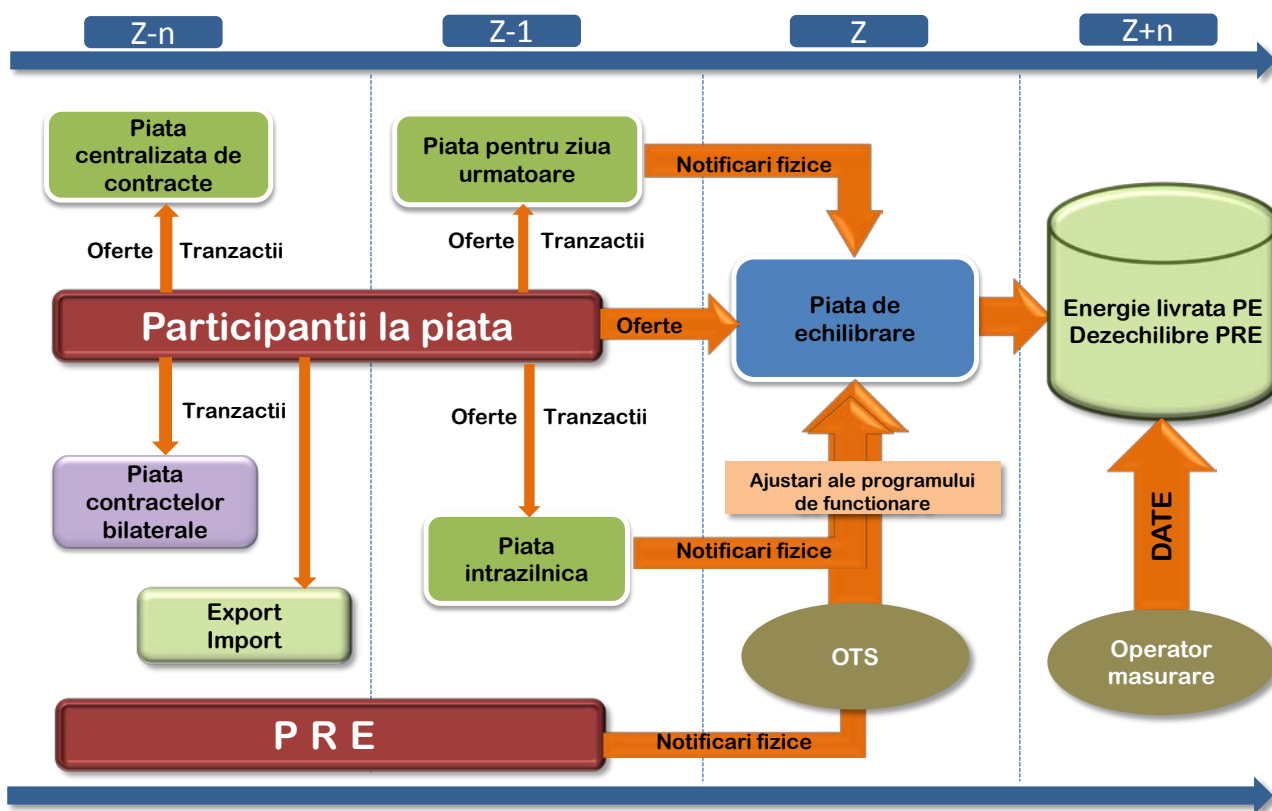 Z-n
Z-1
Z
Z+n
Piata
centralizata de
contracte
Piata pentru ziua
urmatoare
Notificari fizice
Oferte
Tranzactii
Oferte
Tranzactii
Participantii la piata
Oferte
Piata de
echilibrare
Energie livrata PE
Dezechilibre PRE
Tranzactii
Oferte
Tranzactii
Piata
contractelor
bilaterale
Ajustari ale programului
de functionare
DATE
Piata
intrazilnica
Notificari fizice
Export
Import
OTS
Operator
masurare
P R E
Notificari fizice